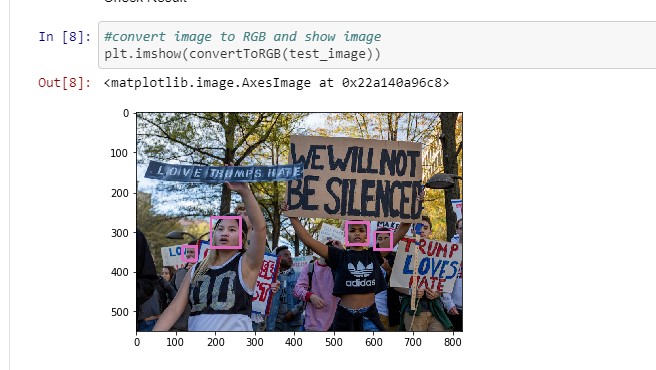 Check Result
In [8]: #convert image to RGB and show image
plt.imshow(convertToRGB(test_image))
Out[8]: <matplotlib.image.AxesImage at 0x22a140a96c8>
0
100
200
300
400
500
LOVE TRUMPS HATE
WE WILL NOT
BE SILENCED
LO
MAKE
TRUMP
LOVES
HATE
00
adidas
0 100 200 300 400 500 600 700 800